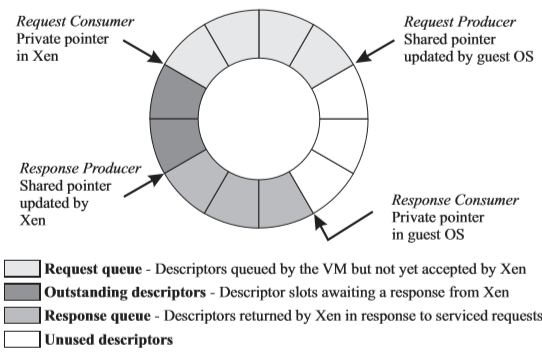 Request Consumer
Private pointer
in Xen
Request Producer
Shared pointer
updated by guest OS
Response Producer
Shared pointer
updated by
Xen
Response Consumer
Private pointer
in guest OS
Request queue - Descriptors queued by the VM but not yet accepted by Xen
Outstanding descriptors - Descriptor slots awaiting a response from Xen
Response queue - Descriptors returned by Xen in response to serviced requests
Unused descriptors